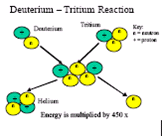 Deuterium – Tritium Reaction
Deuterium
Tritium
Key:
n = neutron
+ = proton
+
n
n
+
n
+
n
n
+
n
+
n
+
n
n
Helium
Energy is multiplied by 450 x